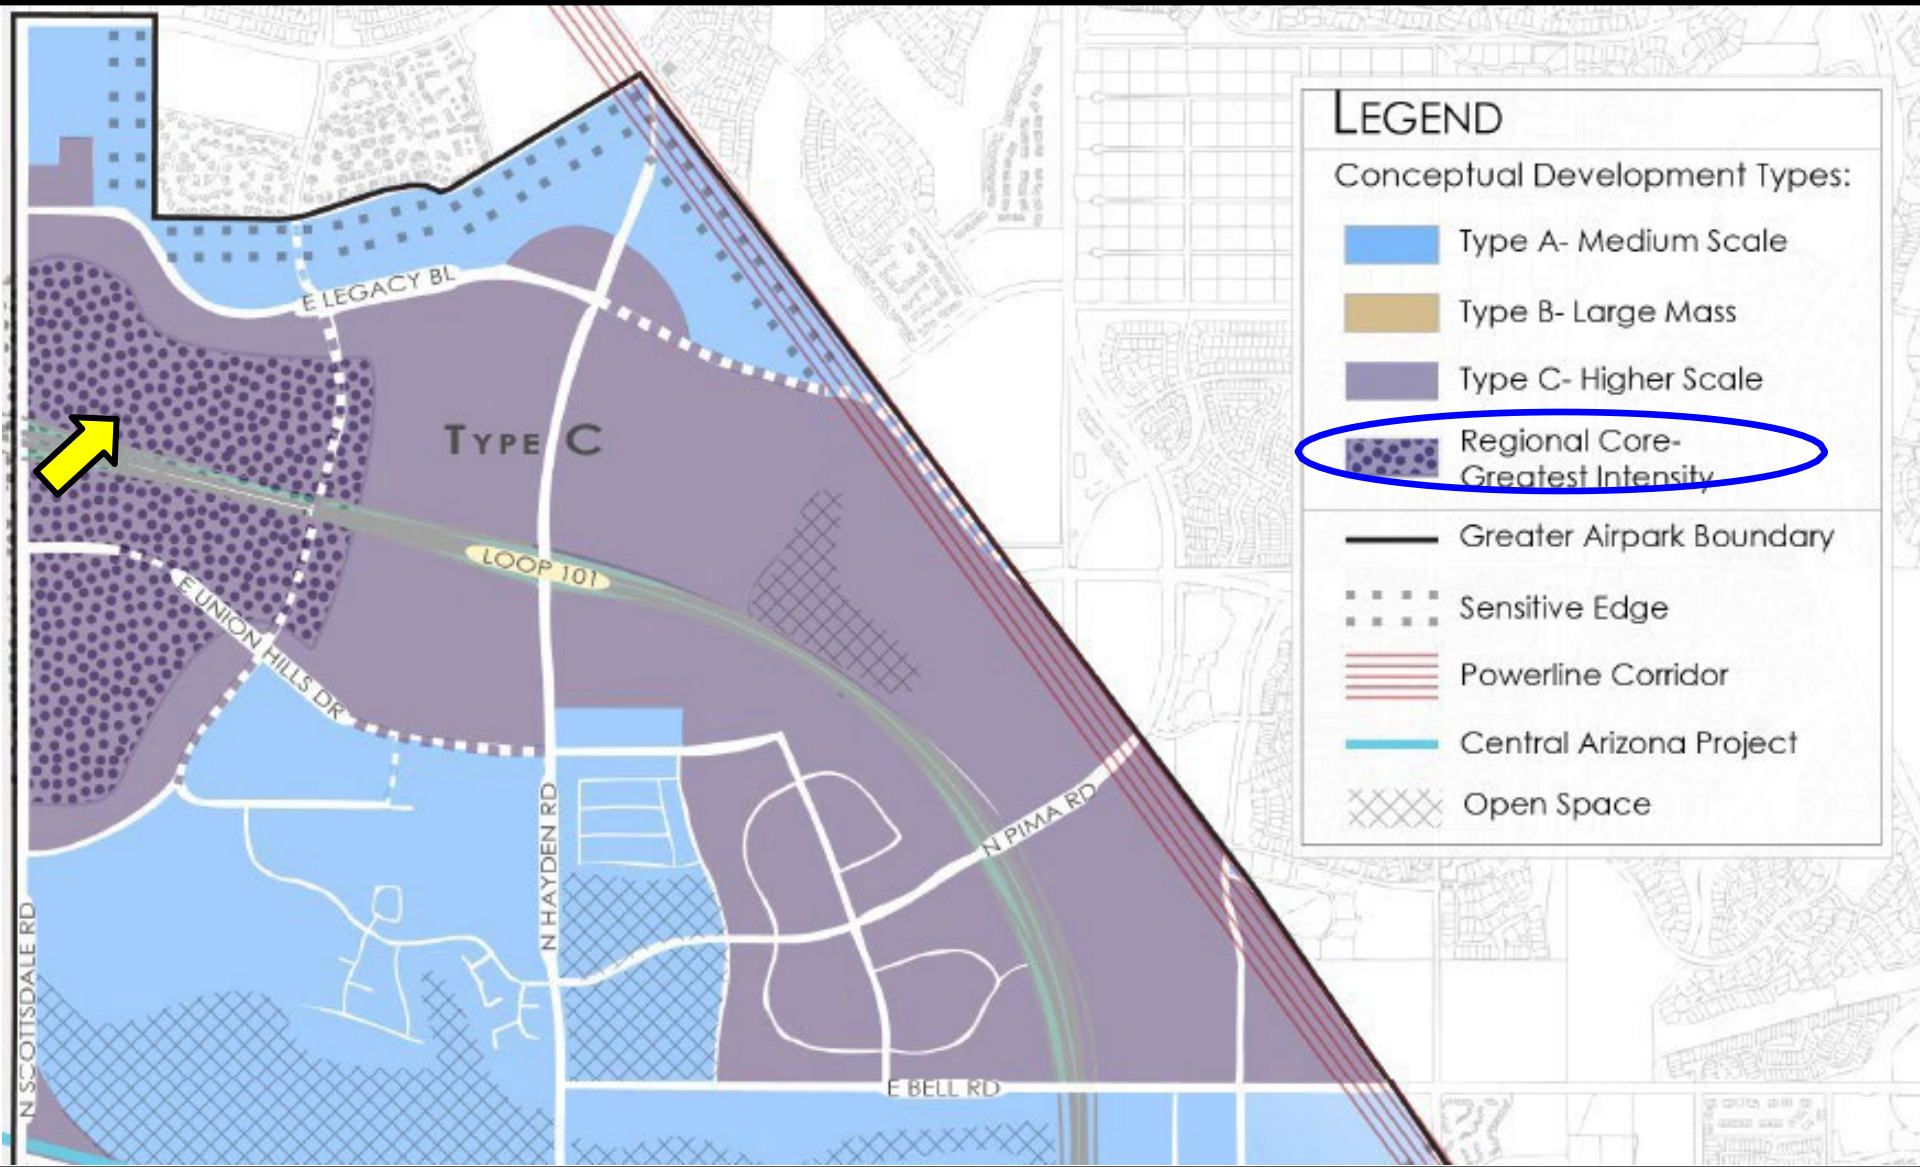 E LEGACY BL
TYPE C
LOOP 101
E UNION HILLS DR
N HAYDEN RD
N PIMA RD
N SCOTTSDALE RD
E BELL RD
LEGEND
Conceptual Development Types:
Type A- Medium Scale
Type B- Large Mass
Type C- Higher Scale
Regional Core-
Greatest Intensity
Greater Airpark Boundary
Sensitive Edge
Powerline Corridor
Central Arizona Project
Open Space